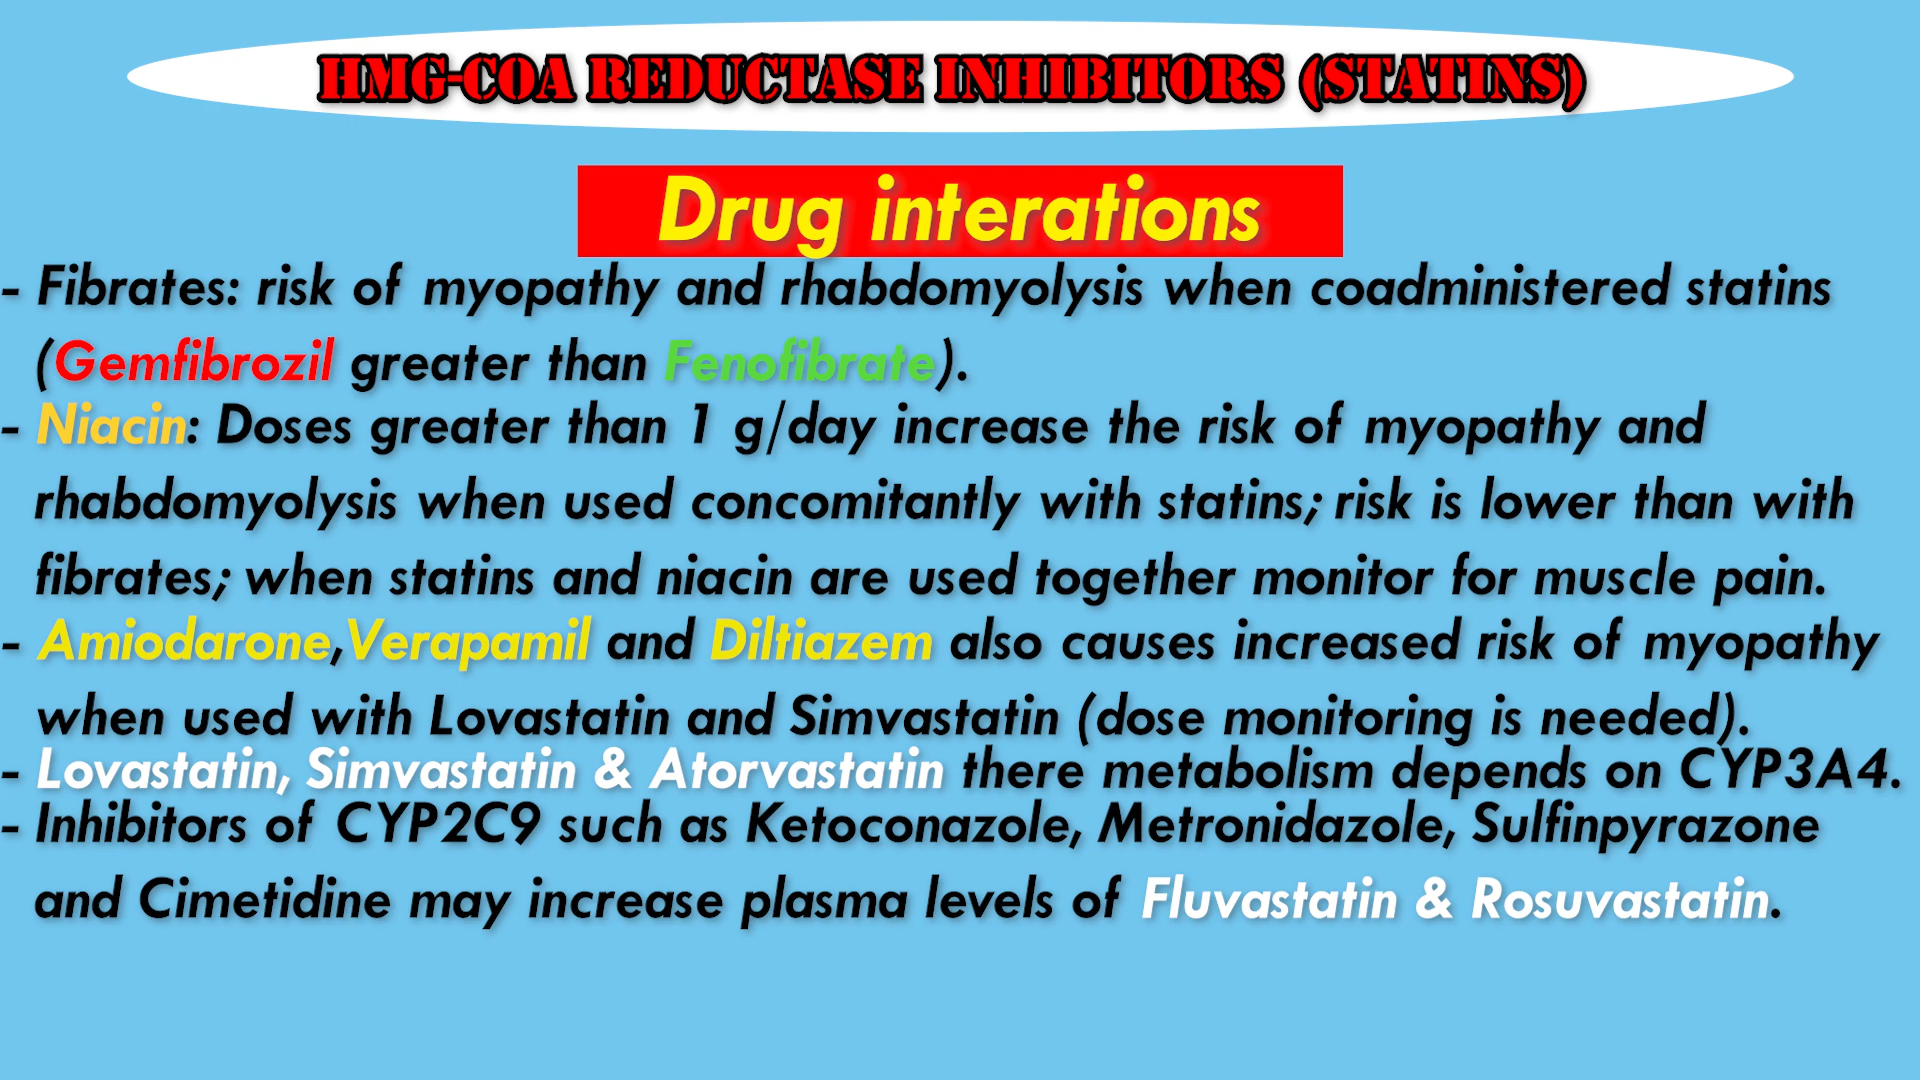 HMG-COA REDUCTASE INHIBITORS (STATINS)
Drug interations
- Fibrates: risk of myopathy and rhabdomyolysis when coadministered statins
(Gemfibrozil greater than Fenofibrate).
- Niacin: Doses greater than 1 g/day increase the risk of myopathy and
rhabdomyolysis when used concomitantly with statins; risk is lower than with
fibrates; when statins and niacin are used together monitor for muscle pain.
- Amiodarone,Verapamil and Diltiazem also causes increased risk of myopathy
when used with Lovastatin and Simvastatin (dose monitoring is needed).
- Lovastatin, Simvastatin & Atorvastatin there metabolism depends on CYP3A4.
- Inhibitors of CYP2C9 such as Ketoconazole, Metronidazole, Sulfinpyrazone
and Cimetidine may increase plasma levels of Fluvastatin & Rosuvastatin.